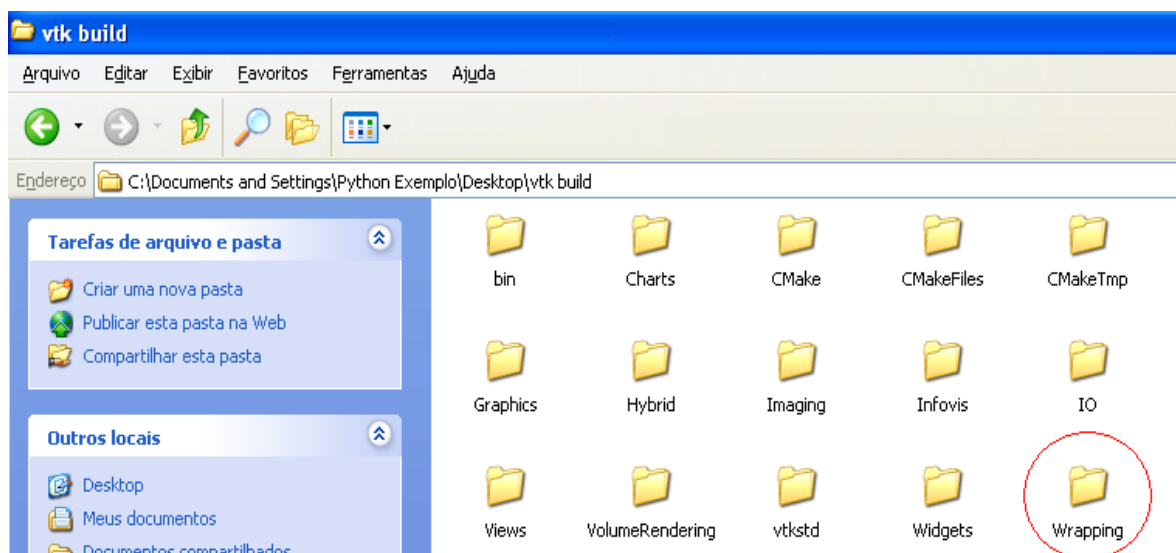 vtk build
Arquivo Editar Exibir Favoritos Ferramentas Ajuda
Endereço C:\Documents and Settings\Python Exemplo\Desktop\vtk build
Tarefas de arquivo e pasta
Criar uma nova pasta
Publicar esta pasta na Web
Compartilhar esta pasta
Outros locais
Desktop
Meus documentos
Documentos compartilhados
bin Charts CMake CMakeFiles CMakeTmp
Graphics Hybrid Imaging Infovis IO
Views VolumeRendering vtkstd Widgets Wrapping